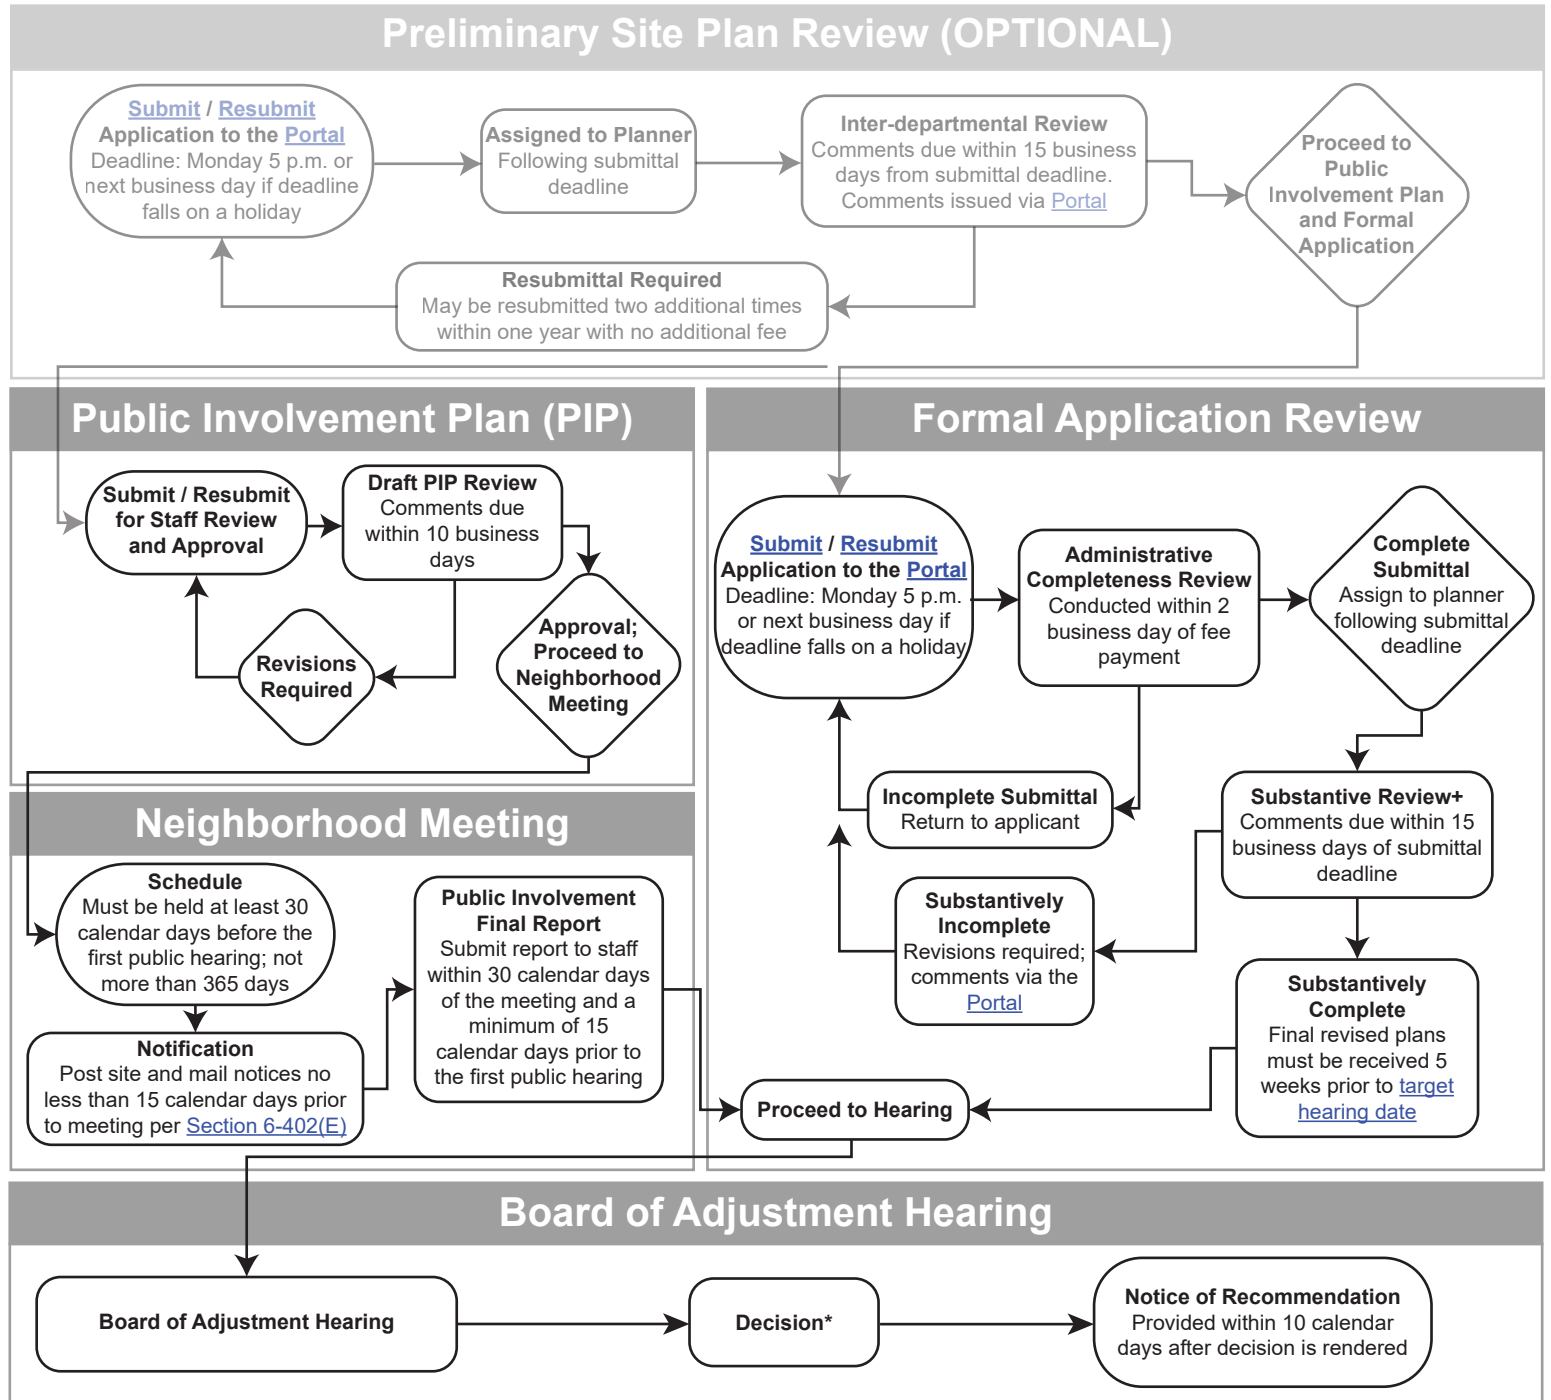 Preliminary Site Plan Review (OPTIONAL)
Submit / Resubmit
Application to the Portal
Deadline: Monday 5 p.m. or
next business day if deadline
falls on a holiday
Assigned to Planner
Following submittal
deadline
Inter-departmental Review
Comments due within 15 business
days from submittal deadline.
Comments issued via Portal
Proceed to
Public
Involvement Plan
and Formal
Application
Resubmittal Required
May be resubmitted two additional times
within one year with no additional fee
Public Involvement Plan (PIP)
Submit / Resubmit
for Staff Review
and Approval
Draft PIP Review
Comments due
within 10 business
days
Revisions
Required
Approval;
Proceed to
Neighborhood
Meeting
Formal Application Review
Submit / Resubmit
Application to the Portal
Deadline: Monday 5 p.m.
or next business day if
deadline falls on a holiday
Administrative
Completeness Review
Conducted within 2
business day of fee
payment
Complete
Submittal
Assign to planner
following submittal
deadline
Incomplete Submittal
Return to applicant
Substantive Review+
Comments due within 15
business days of submittal
deadline
Substantively
Incomplete
Revisions required;
comments via the
Portal
Substantively
Complete
Final revised plans
must be received 5
weeks prior to target
hearing date
Neighborhood Meeting
Schedule
Must be held at least 30
calendar days before the
first public hearing; not
more than 365 days
Notification
Post site and mail notices no
less than 15 calendar days prior
to meeting per Section 6-402(E)
Public Involvement
Final Report
Submit report to staff
within 30 calendar days
of the meeting and a
minimum of 15
calendar days prior to
the first public hearing
Proceed to Hearing
Board of Adjustment Hearing
Board of Adjustment Hearing
Decision*
Notice of Recommendation
Provided within 10 calendar
days after decision is rendered